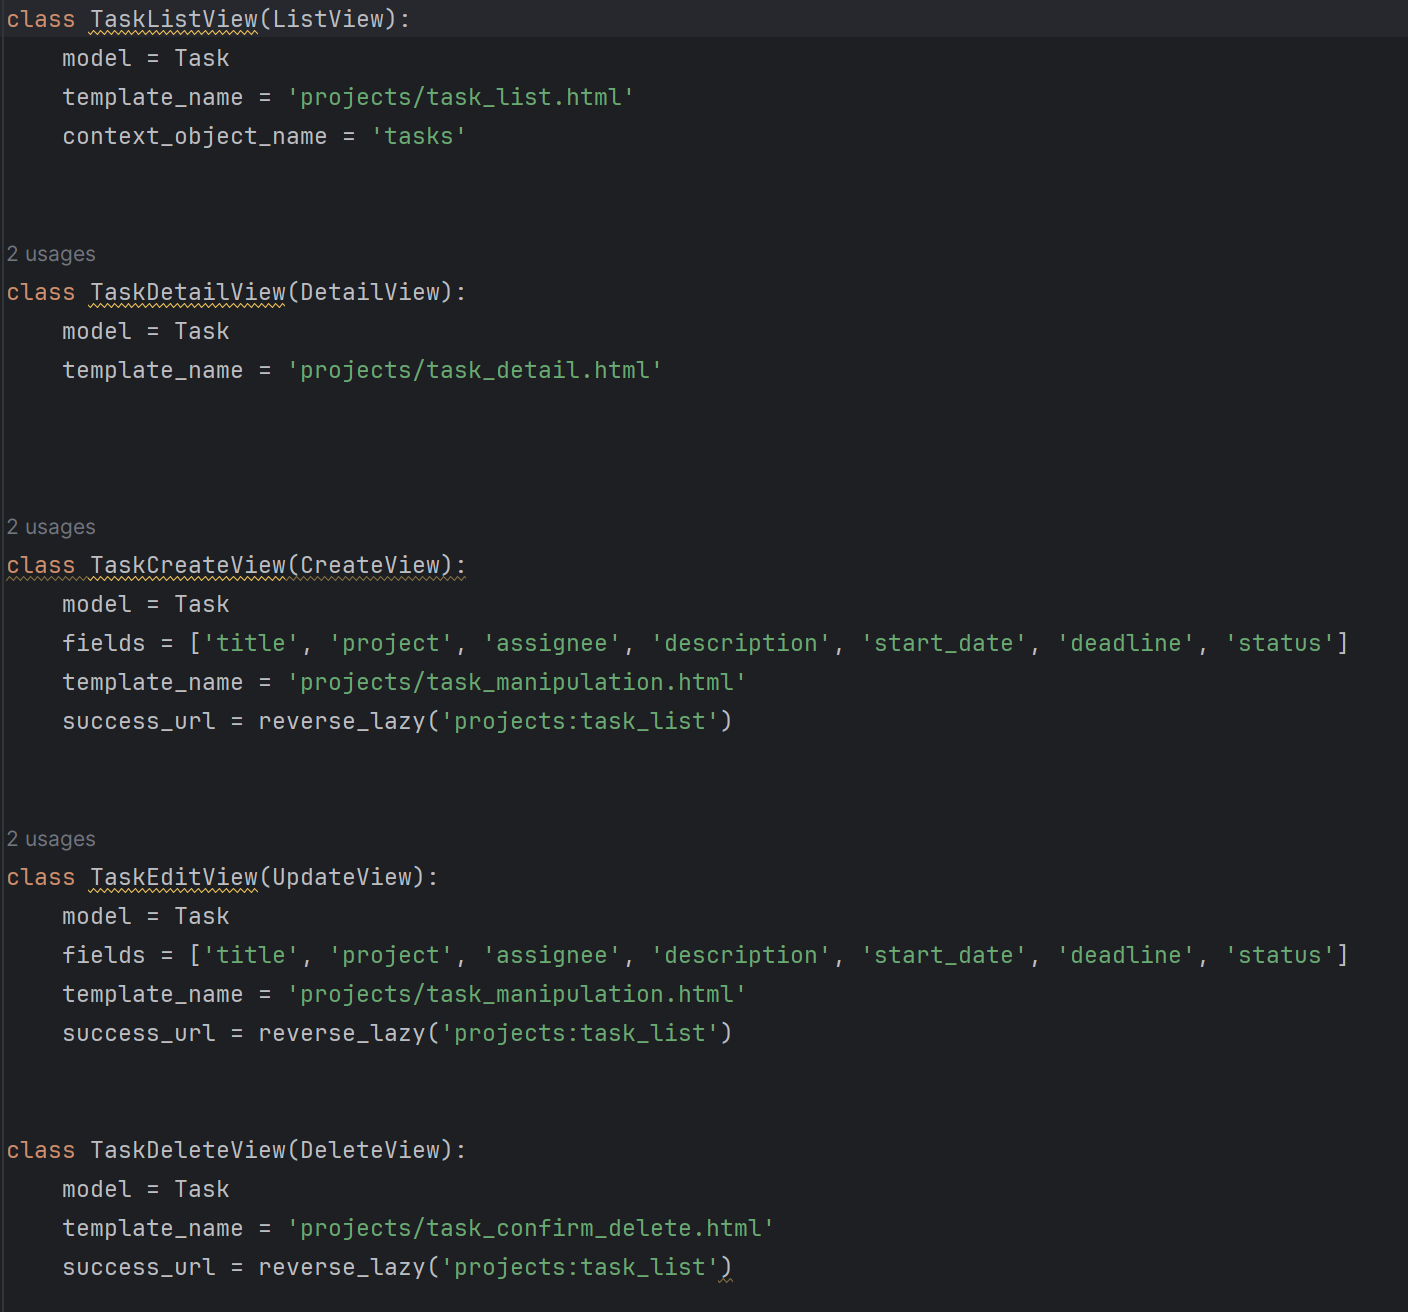 class TaskListView(ListView):
    model = Task
    template_name = 'projects/task_list.html'
    context_object_name = 'tasks'
2 usages
class TaskDetailView(DetailView):
    model = Task
    template_name = 'projects/task_detail.html'
2 usages
class TaskCreateView(CreateView):
    model = Task
    fields = ['title', 'project', 'assignee', 'description', 'start_date', 'deadline', 'status']
    template_name = 'projects/task_manipulation.html'
    success_url = reverse_lazy('projects:task_list')
2 usages
class TaskEditView(UpdateView):
    model = Task
    fields = ['title', 'project', 'assignee', 'description', 'start_date', 'deadline', 'status']
    template_name = 'projects/task_manipulation.html'
    success_url = reverse_lazy('projects:task_list')
class TaskDeleteView(DeleteView):
    model = Task
    template_name = 'projects/task_confirm_delete.html'
    success_url = reverse_lazy('projects:task_list')